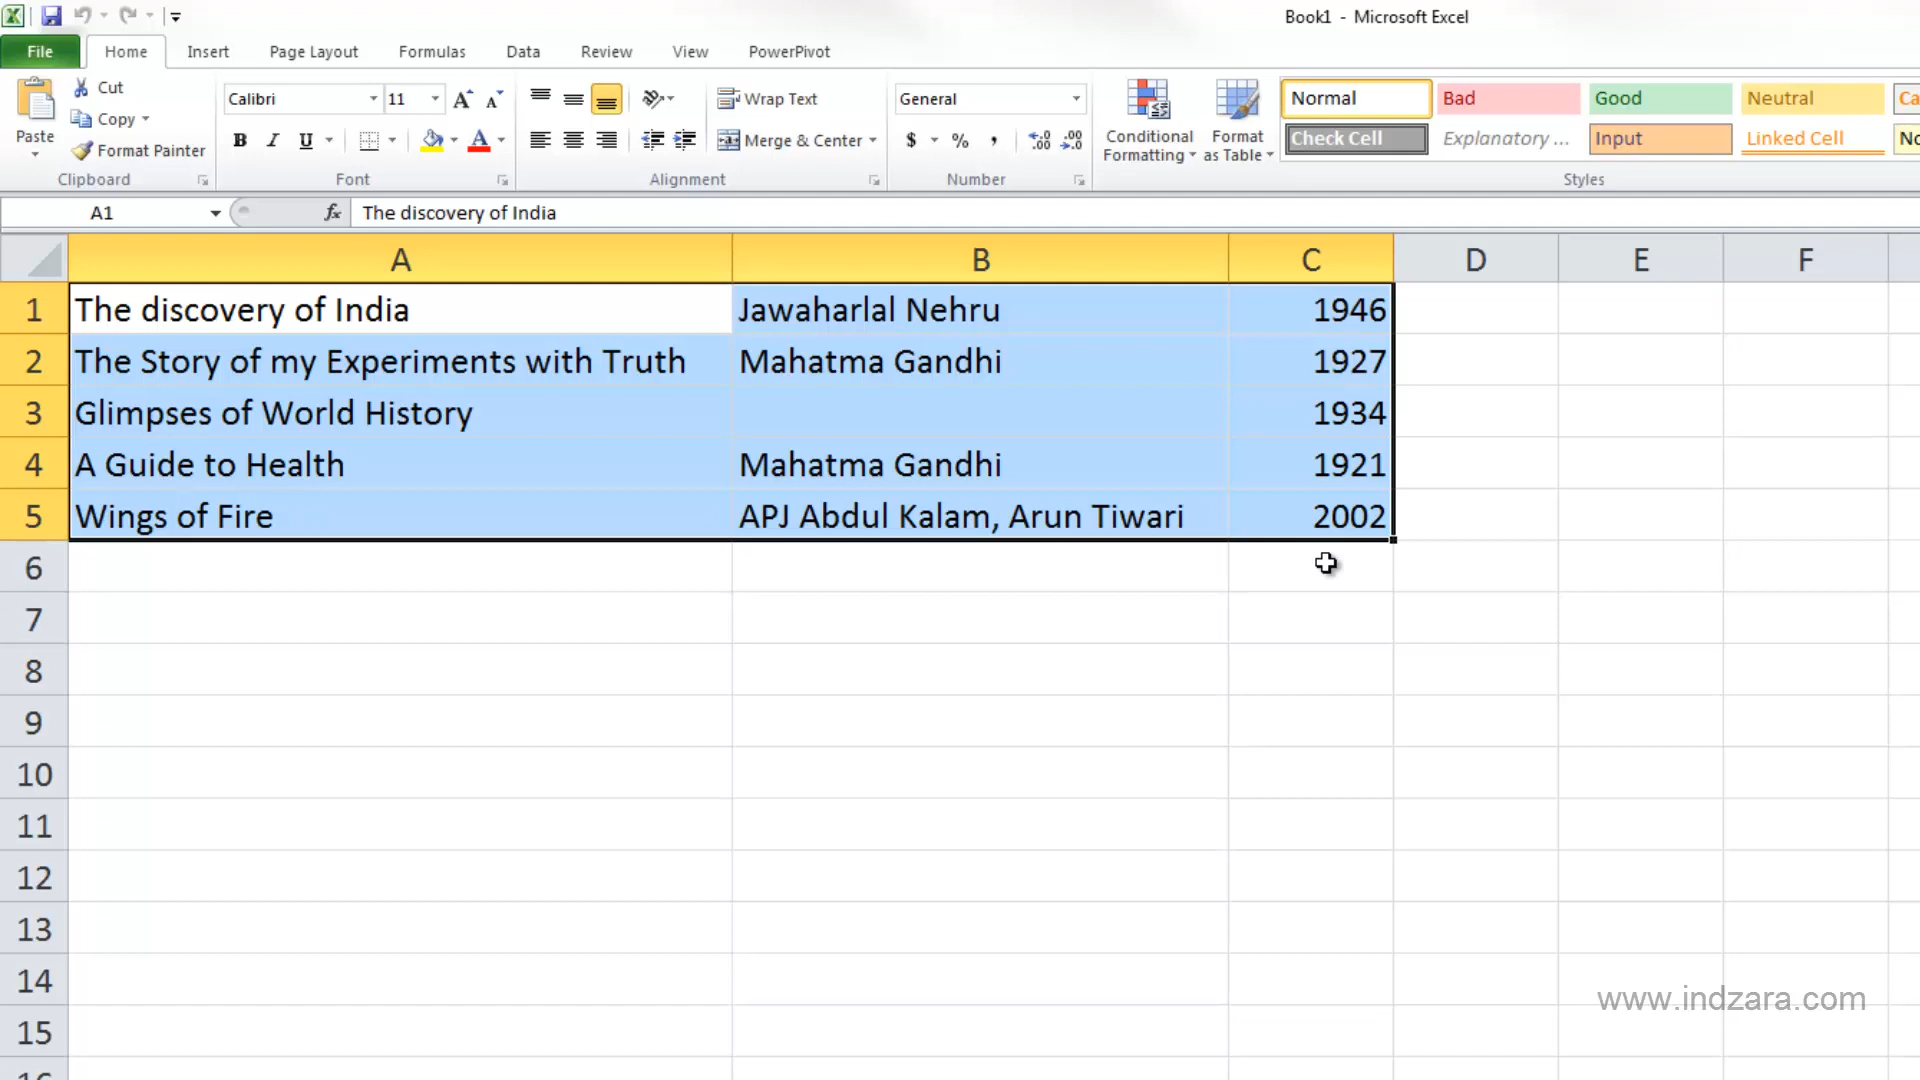 Book1 - Microsoft Excel
File Home Insert Page Layout Formulas Data Review View PowerPivot
Paste
Cut
Copy
Format Painter
Clipboard
Calibri 11
B I U A
Font
Wrap Text
Merge & Center
Alignment
General
$ % ,
Number
Conditional Formatting
Format as Table
Normal Bad Good Neutral Ca
Check Cell Explanatory ... Input Linked Cell No
Styles
A1 fx The discovery of India
A B C D E F
1 The discovery of India Jawaharlal Nehru 1946
2 The Story of my Experiments with Truth Mahatma Gandhi 1927
3 Glimpses of World History 1934
4 A Guide to Health Mahatma Gandhi 1921
5 Wings of Fire APJ Abdul Kalam, Arun Tiwari 2002
6
7
8
9
10
11
12
13
14
www.indzara.com
15